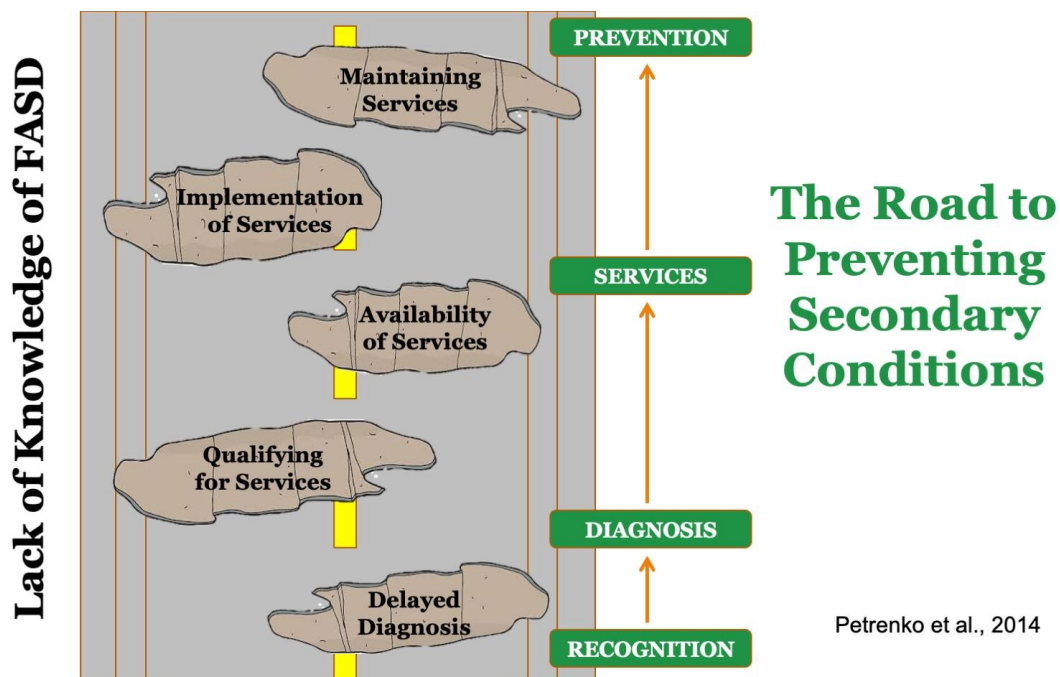 Lack of Knowledge of FASD
PREVENTION
Maintaining
Services
Implementation
of Services
SERVICES
Availability
of Services
Qualifying
for Services
DIAGNOSIS
Delayed
Diagnosis
RECOGNITION
The Road to
Preventing
Secondary
Conditions
Petrenko et al., 2014